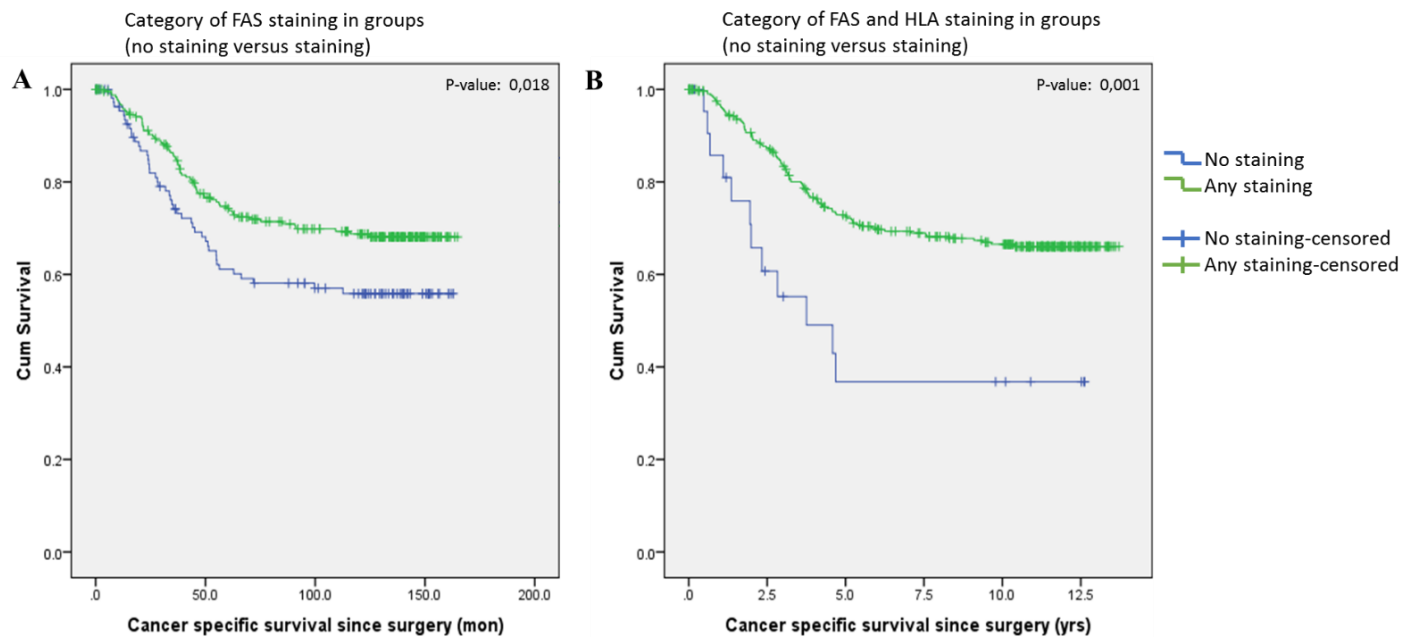 Category of FAS staining in groups
(no staining versus staining)
A
P-value: 0,018
1.0
0.8
0.6
0.4
0.2
0.0
Cum Survival
.0
50.0
100.0
150.0
200.0
Cancer specific survival since surgery (mon)
Category of FAS and HLA staining in groups
(no staining versus staining)
B
P-value: 0,001
1.0
0.8
0.6
0.4
0.2
0.0
Cum Survival
.0
2.5
5.0
7.5
10.0
12.5
Cancer specific survival since surgery (yrs)
No staining
Any staining
No staining-censored
Any staining-censored